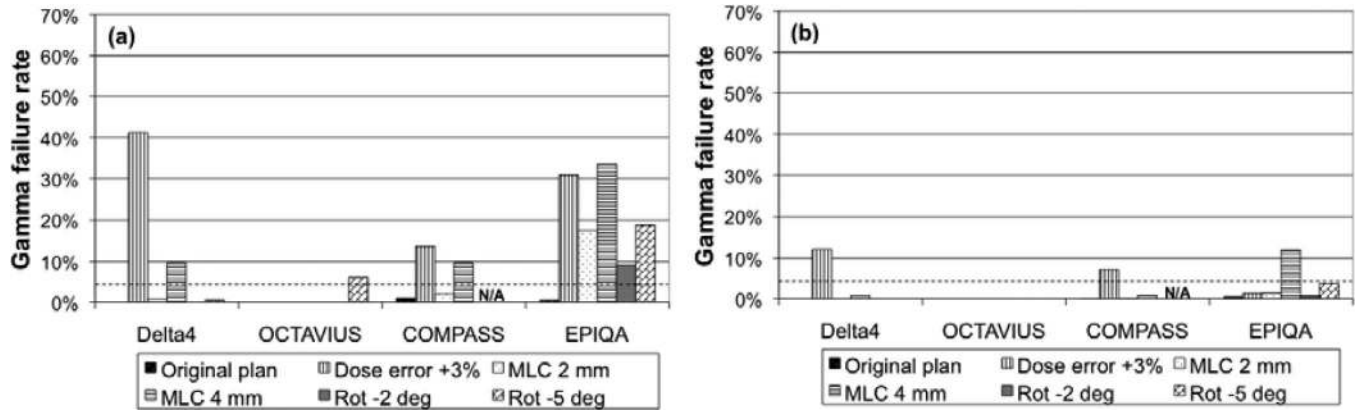 (a)
Gamma failure rate
70%
60%
50%
40%
30%
20%
10%
0%
N/A
Delta4 OCTAVIUS COMPASS EPIQA
Original plan Dose error +3% MLC 2 mm
MLC 4 mm Rot -2 deg Rot -5 deg
(b)
Gamma failure rate
70%
60%
50%
40%
30%
20%
10%
0%
N/A
Delta4 OCTAVIUS COMPASS EPIQA
Original plan Dose error +3% MLC 2 mm
MLC 4 mm Rot -2 deg Rot -5 deg